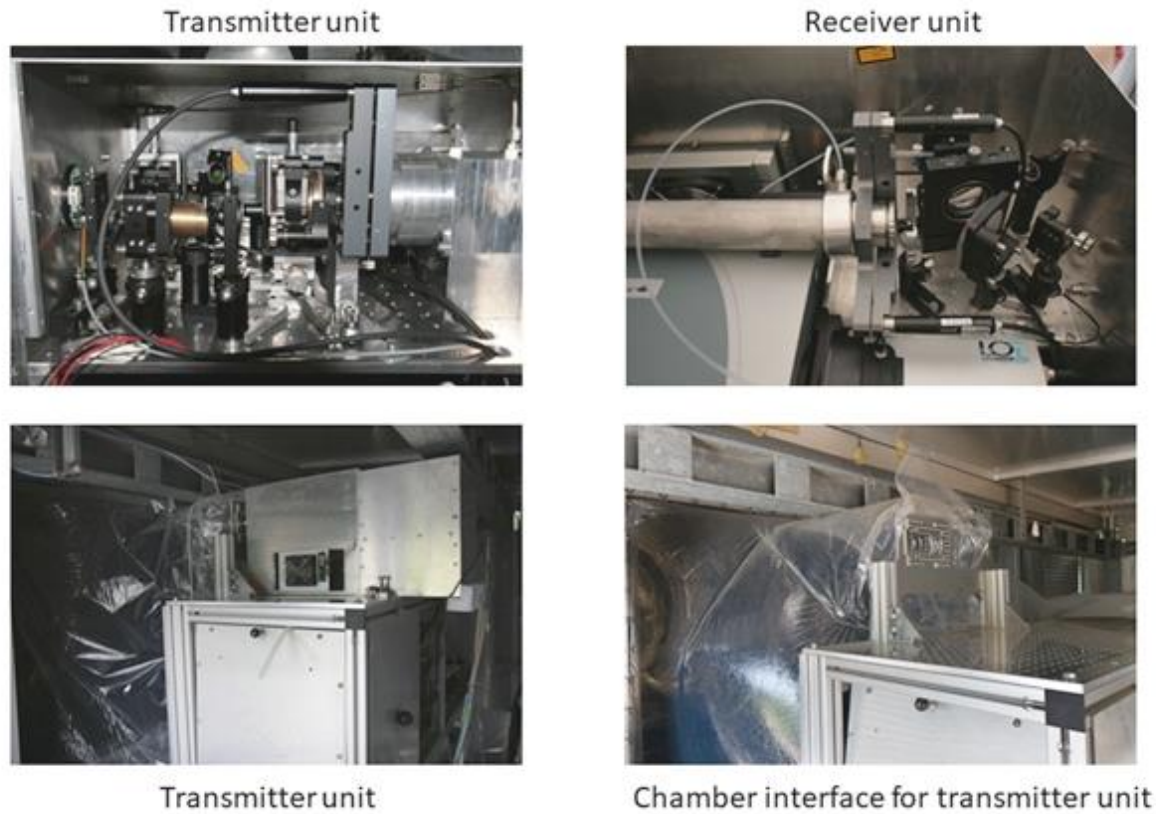 Transmitter unit
Receiver unit
Transmitter unit
Chamber interface for transmitter unit